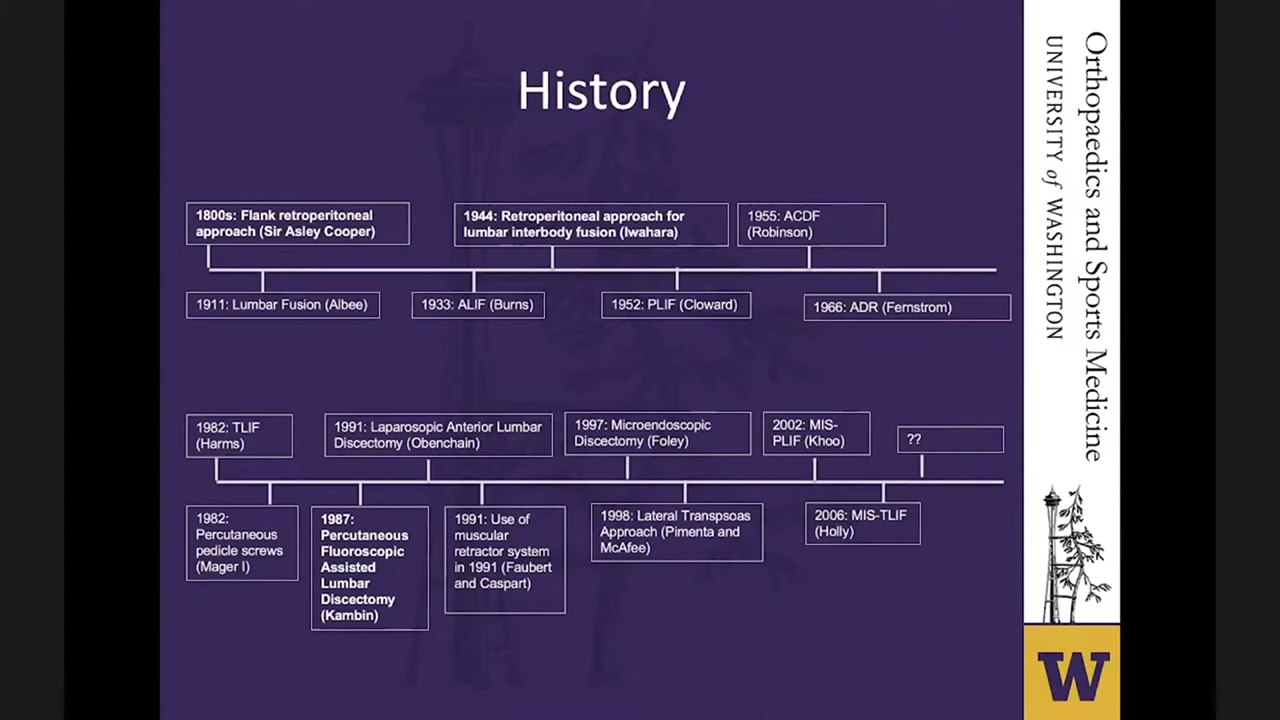 History
1800s: Flank retroperitoneal
approach (Sir Asley Cooper)
1944: Retroperitoneal approach for
lumbar interbody fusion (Iwahara)
1955: ACDF
(Robinson)
1911: Lumbar Fusion (Albee)
1933: ALIF (Burns)
1952: PLIF (Cloward)
1966: ADR (Fernstrom)
1982: TLIF
(Harms)
1991: Laparosopic Anterior Lumbar
Discectomy (Obenchain)
1997: Microendoscopic
Discectomy (Foley)
2002: MIS-
PLIF (Khoo)
??
1982:
Percutaneous
pedicle screws
(Mager l)
1987:
Percutaneous
Fluoroscopic
Assisted
Lumbar
Discectomy
(Kambin)
1991: Use of
muscular
retractor system
in 1991 (Faubert
and Caspart)
1998: Lateral Transpsoas
Approach (Pimenta and
McAfee)
2006: MIS-TLIF
(Holly)
Orthopaedics and Sports Medicine
UNIVERSITY of WASHINGTON
W